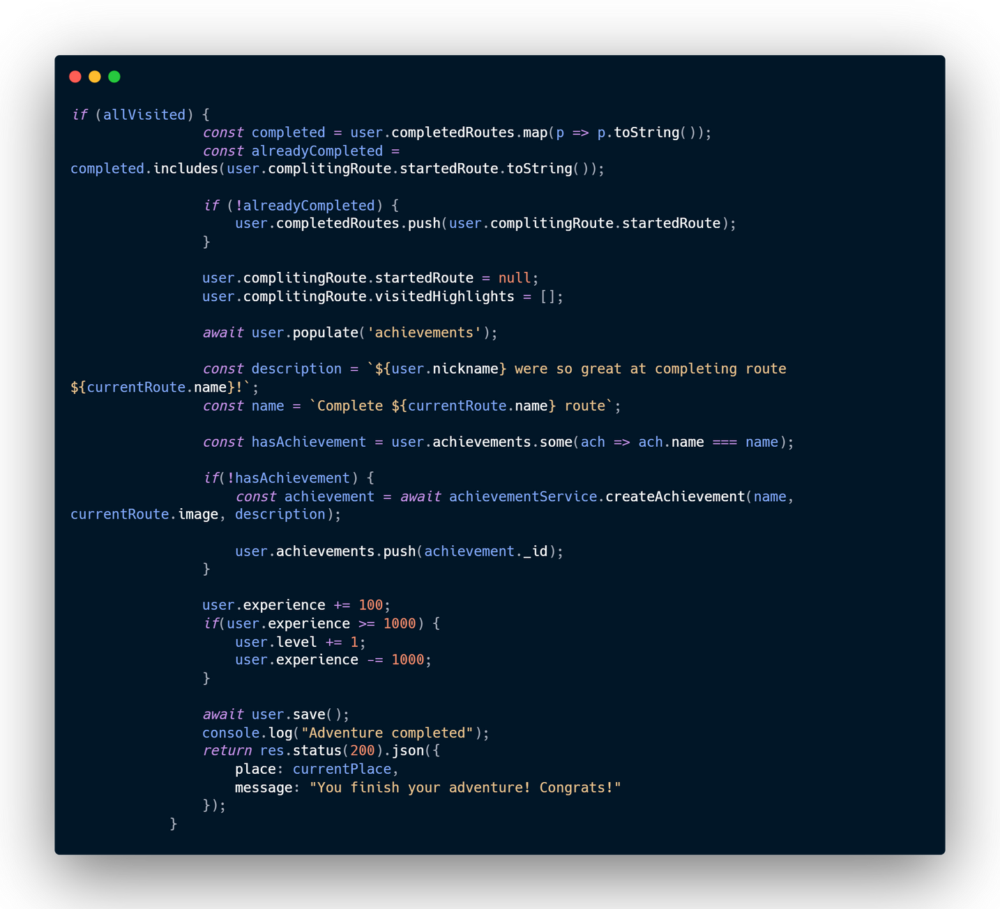 if (allVisited) {
                const completed = user.completedRoutes.map(p => p.toString());
                const alreadyCompleted =
completed.includes(user.complitingRoute.startedRoute.toString());

                if (!alreadyCompleted) {
                    user.completedRoutes.push(user.complitingRoute.startedRoute);
                }

                user.complitingRoute.startedRoute = null;
                user.complitingRoute.visitedHighlights = [];

                await user.populate('achievements');

                const description = `${user.nickname} were so great at completing route
${currentRoute.name}!`;
                const name = `Complete ${currentRoute.name} route`;

                const hasAchievement = user.achievements.some(ach => ach.name === name);

                if(!hasAchievement) {
                    const achievement = await achievementService.createAchievement(name,
currentRoute.image, description);

                    user.achievements.push(achievement._id);
                }

                user.experience += 100;
                if(user.experience >= 1000) {
                    user.level += 1;
                    user.experience -= 1000;
                }

                await user.save();
                console.log("Adventure completed");
                return res.status(200).json({
                    place: currentPlace,
                    message: "You finish your adventure! Congrats!"
                });
            }